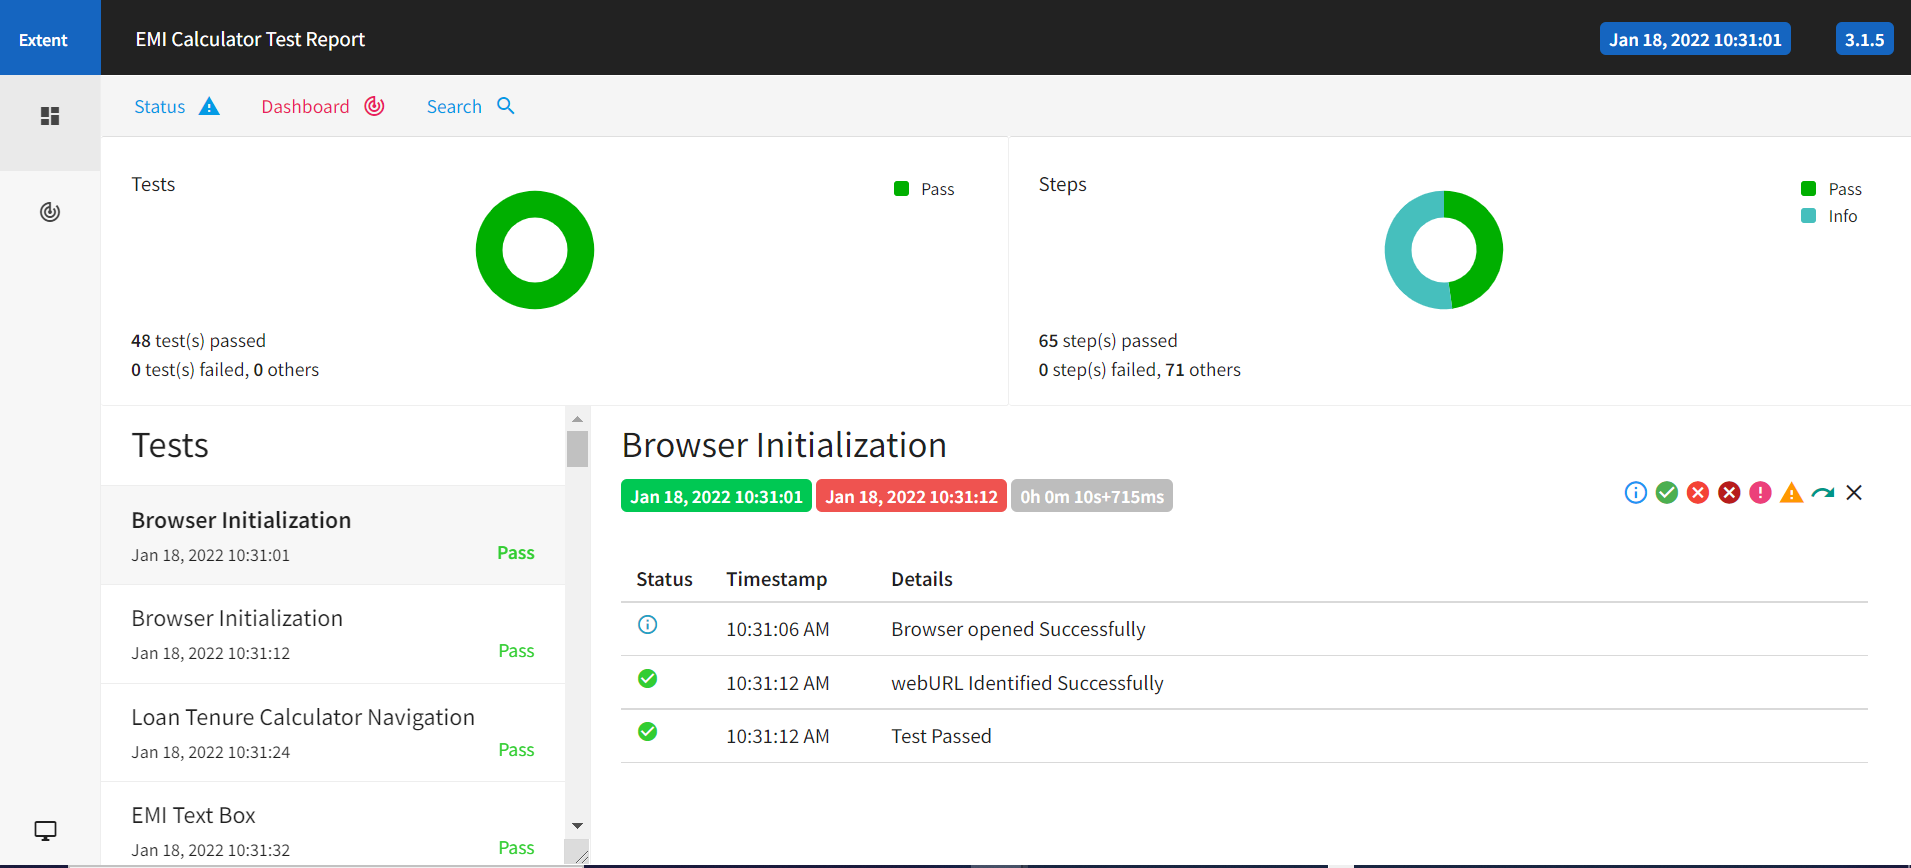 Extent
EMI Calculator Test Report
Jan 18, 2022 10:31:01
3.1.5
Status
Dashboard
Search
Tests
Pass
48 test(s) passed
0 test(s) failed, 0 others
Steps
Pass
Info
65 step(s) passed
0 step(s) failed, 71 others
Tests
Browser Initialization
Jan 18, 2022 10:31:01
Pass
Browser Initialization
Jan 18, 2022 10:31:12
Pass
Loan Tenure Calculator Navigation
Jan 18, 2022 10:31:24
Pass
EMI Text Box
Jan 18, 2022 10:31:32
Pass
Browser Initialization
Jan 18, 2022 10:31:01 Jan 18, 2022 10:31:12 0h 0m 10s+715ms
Status Timestamp Details
10:31:06 AM Browser opened Successfully
10:31:12 AM webURL Identified Successfully
10:31:12 AM Test Passed